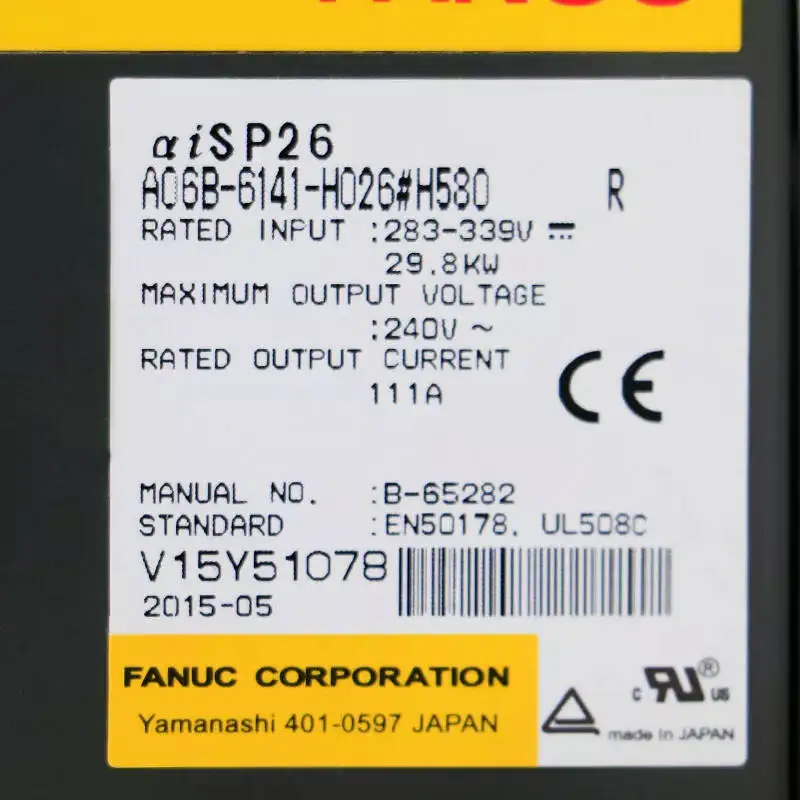 FANUC
αiSP26
A06B-6141-H026#H580 R
RATED INPUT :283-339V ⎓
29.8KW
MAXIMUM OUTPUT VOLTAGE
:240V ~
RATED OUTPUT CURRENT
111A
CE
MANUAL NO. :B-65282
STANDARD :EN50178, UL508C
V15Y51078
2015-05
FANUC CORPORATION
Yamanashi 401-0597 JAPAN
c RU ® US
made in JAPAN